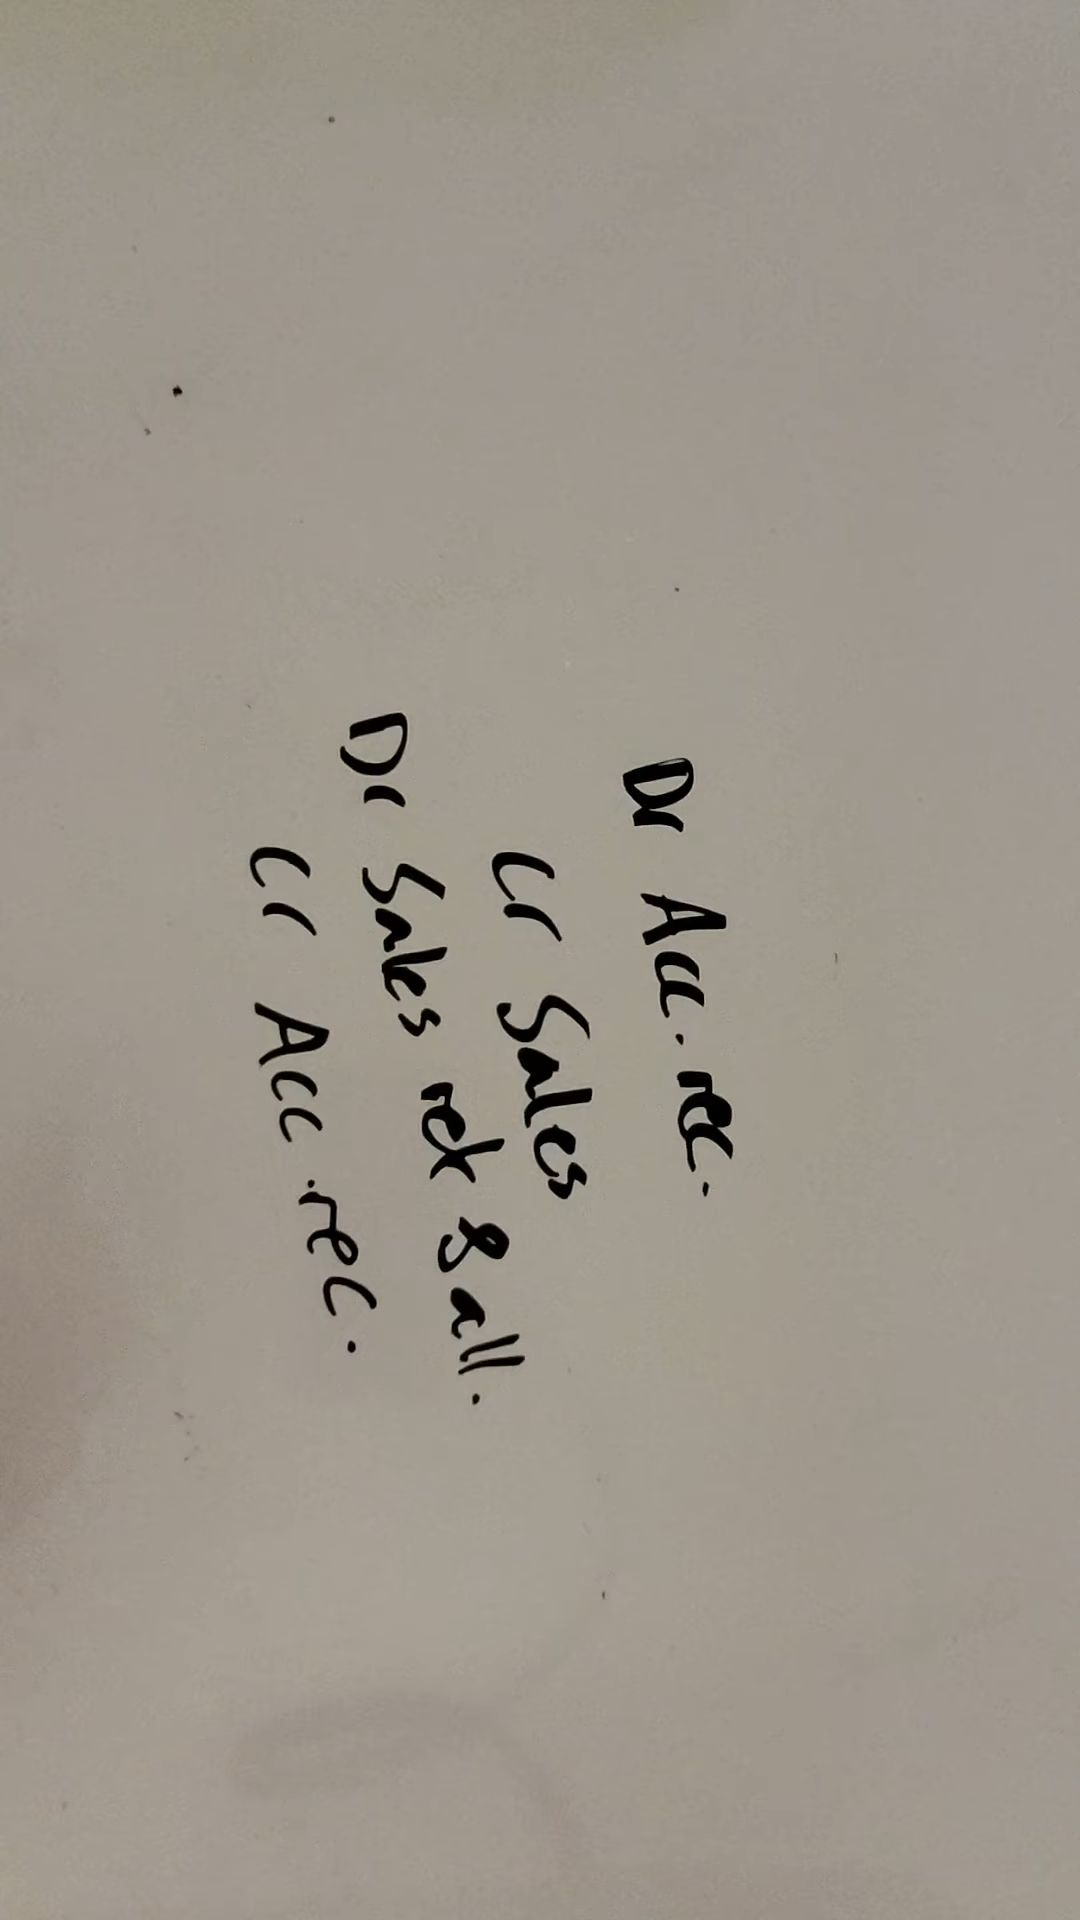 Dr Acc. rec.
Cr Sales
Dr Sales ret & all.
Cr Acc. rec.